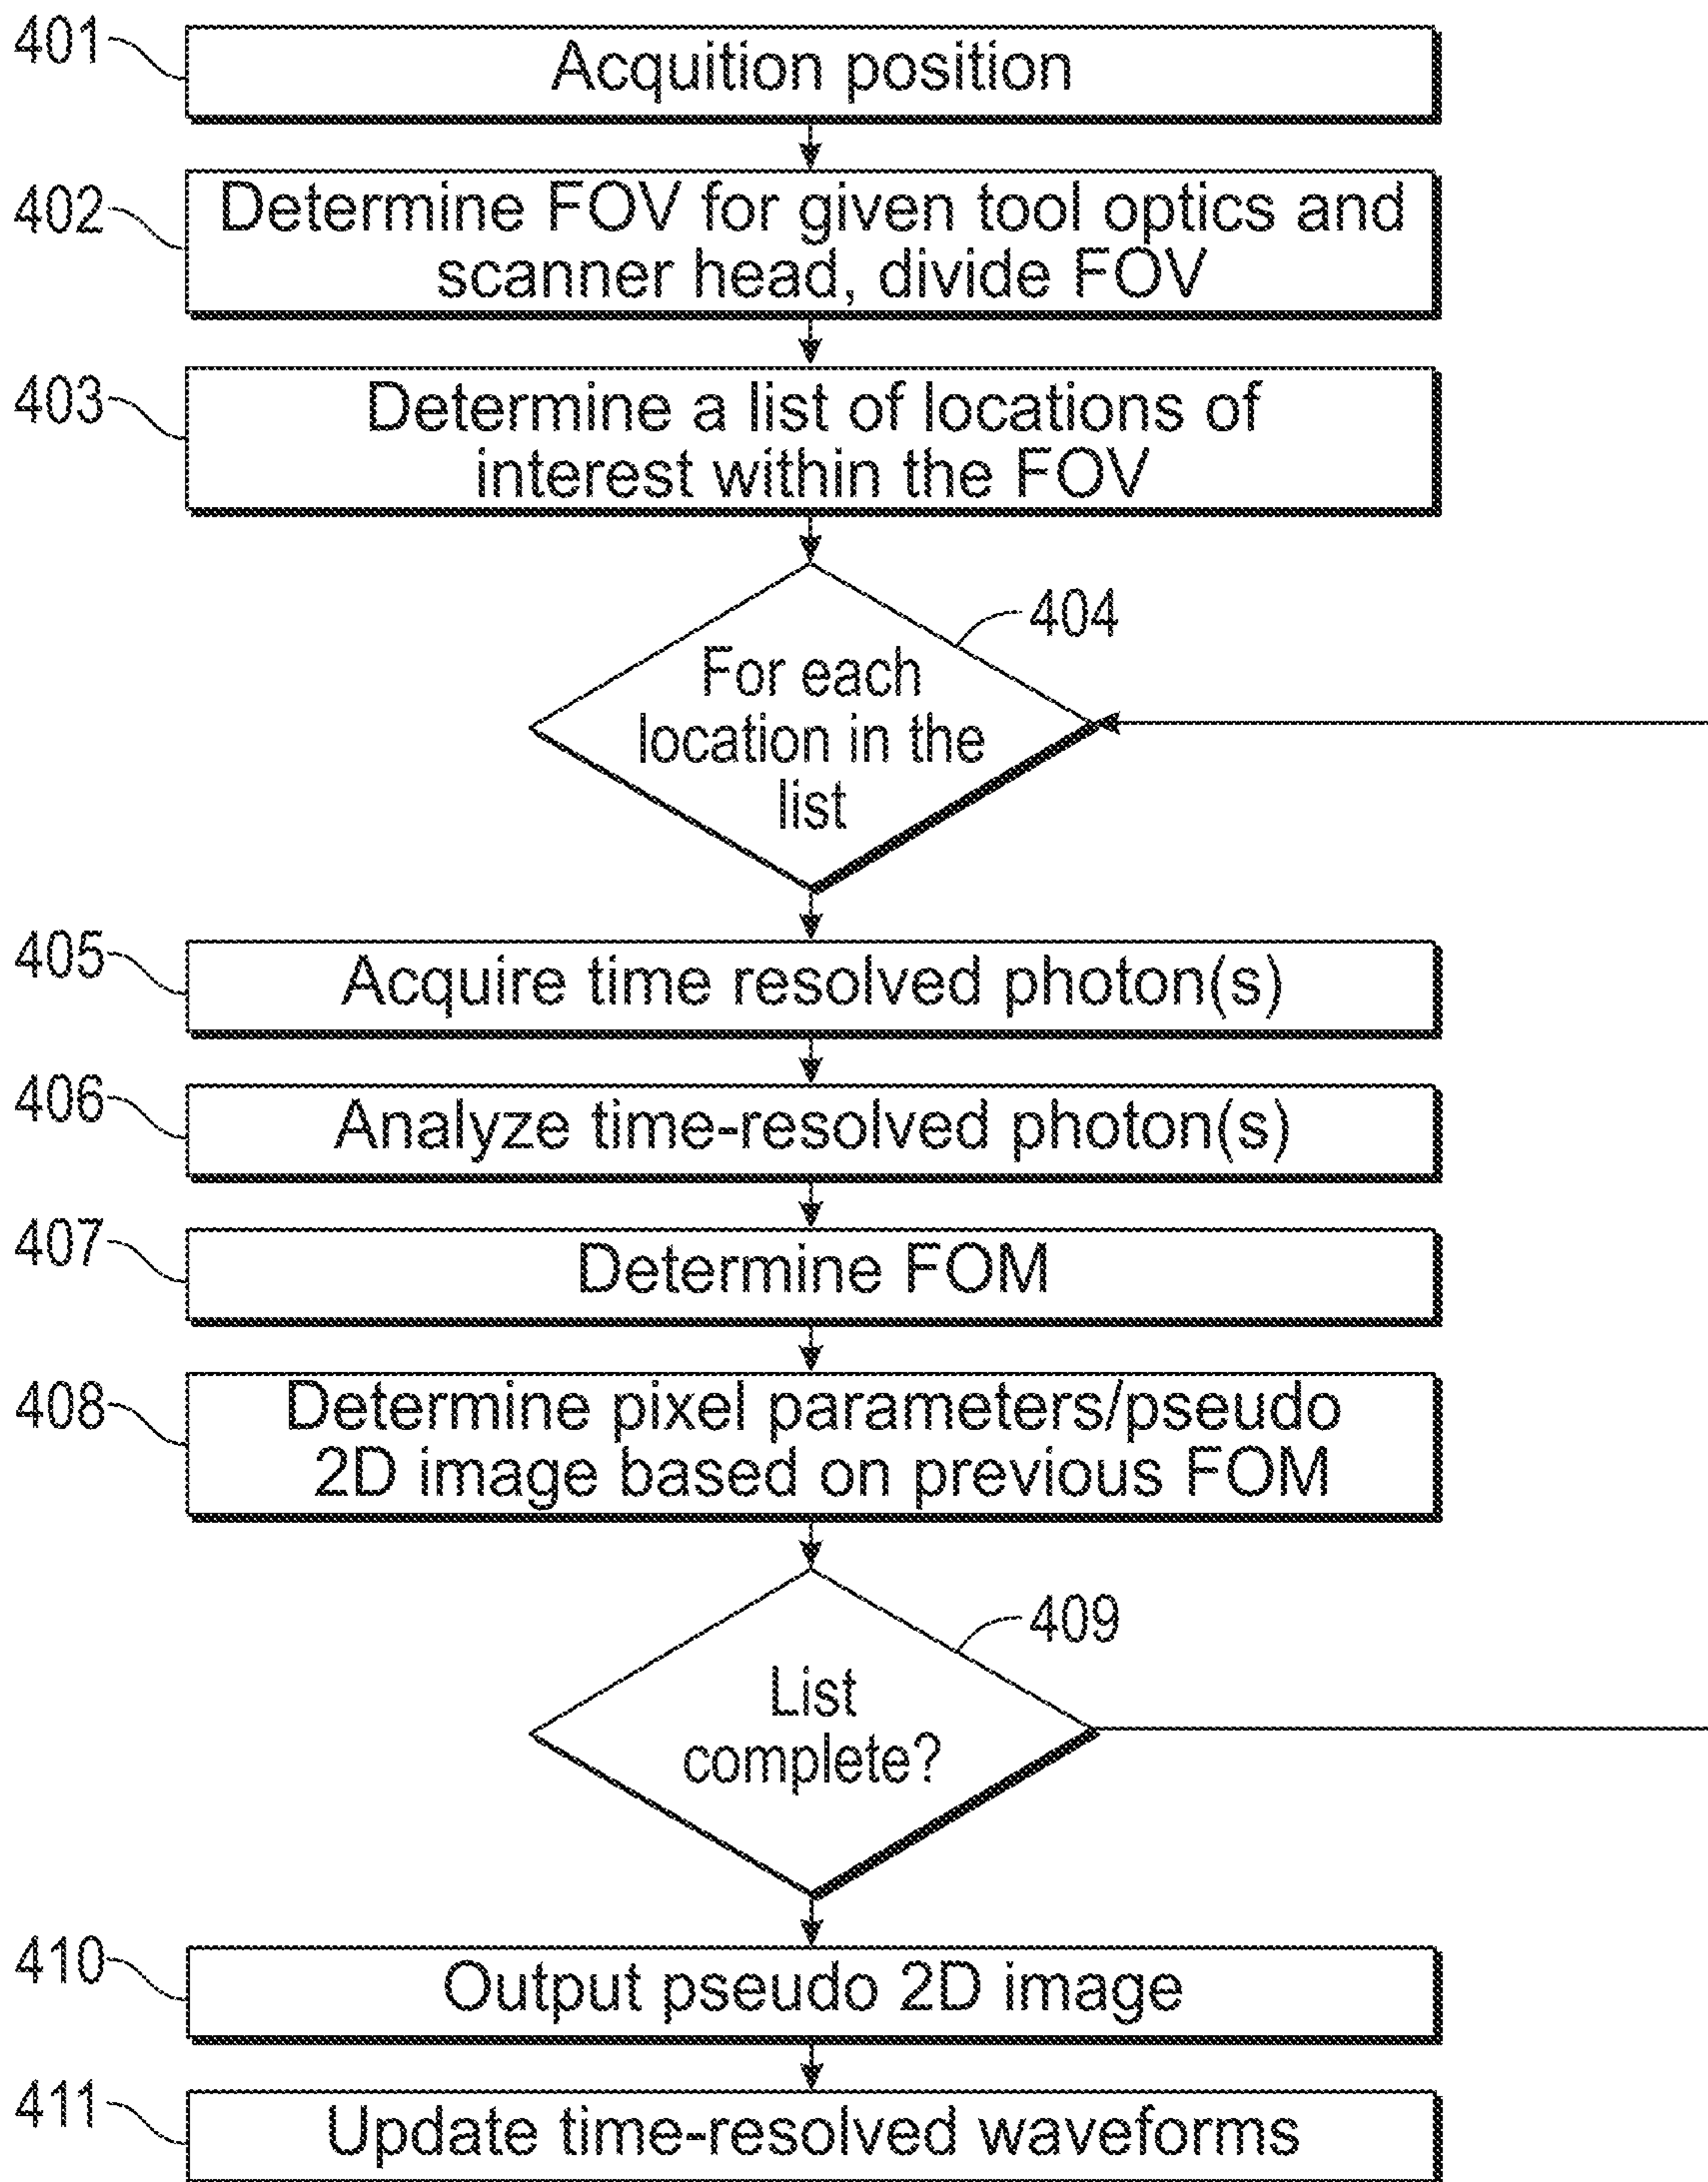 401
Acquition position
402
Determine FOV for given tool optics and
scanner head, divide FOV
403
Determine a list of locations of
interest within the FOV
404
For each
location in the
list
405
Acquire time resolved photon(s)
406
Analyze time-resolved photon(s)
407
Determine FOM
408
Determine pixel parameters/pseudo
2D image based on previous FOM
409
List
complete?
410
Output pseudo 2D image
411
Update time-resolved waveforms